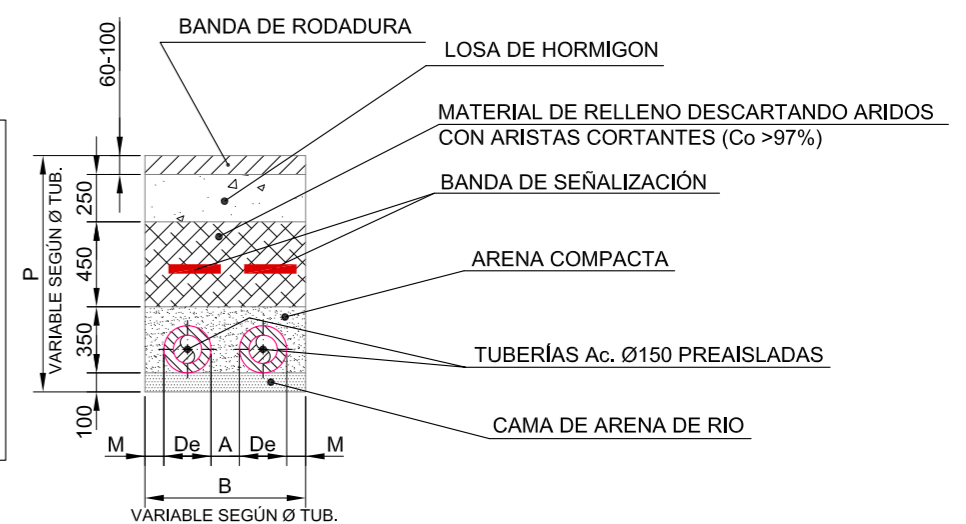 BANDA DE RODADURA
LOSA DE HORMIGON
60-100
MATERIAL DE RELLENO DESCARTANDO ARIDOS
CON ARISTAS CORTANTES (Co >97%)
BANDA DE SEÑALIZACIÓN
250
P
VARIABLE SEGÚN Ø TUB.
450
ARENA COMPACTA
350
TUBERÍAS Ac. Ø150 PREAISLADAS
100
CAMA DE ARENA DE RIO
M De A De M
B
VARIABLE SEGÚN Ø TUB.